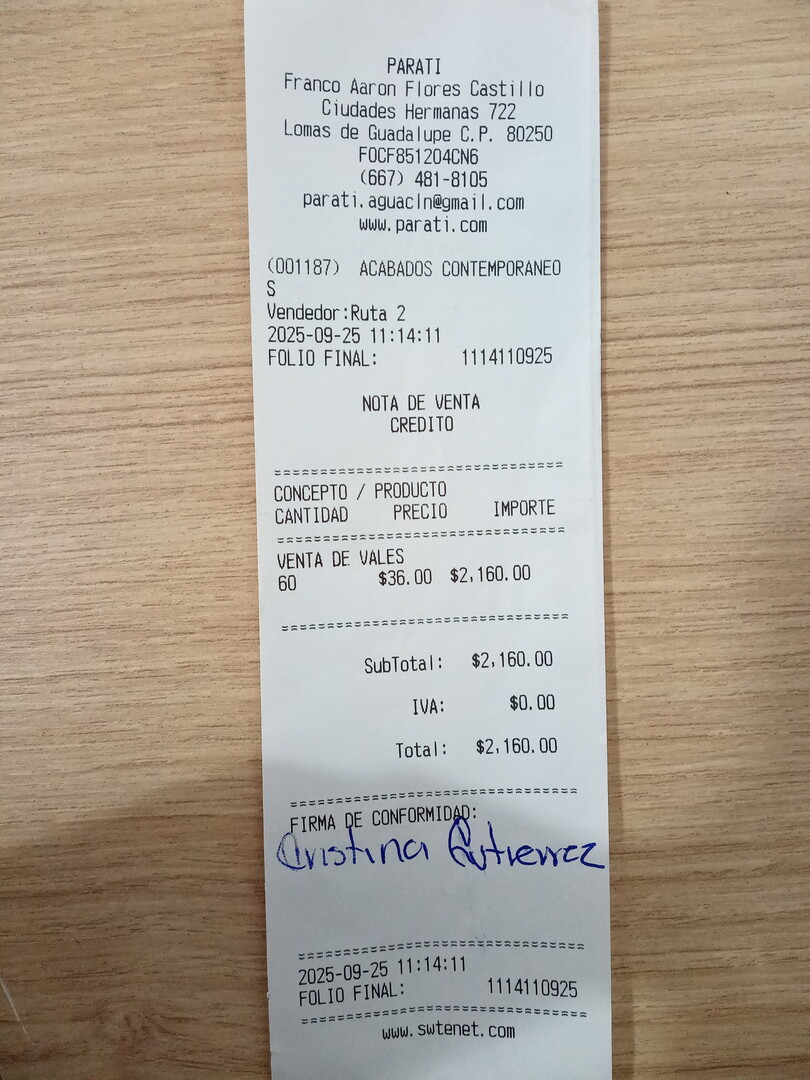 PARATI
Franco Aaron Flores Castillo
Ciudades Hermanas 722
Lomas de Guadalupe C.P. 80250
FOCF851204CN6
(667) 481-8105
parati.aguacln@gmail.com
www.parati.com
(001187) ACABADOS CONTEMPORANEO
S
Vendedor:Ruta 2
2025-09-25 11:14:11
FOLIO FINAL: 1114110925
NOTA DE VENTA
CREDITO
================================
CONCEPTO / PRODUCTO
CANTIDAD PRECIO IMPORTE
================================
VENTA DE VALES
60 $36.00 $2,160.00
================================
SubTotal: $2,160.00
IVA: $0.00
Total: $2,160.00
================================
FIRMA DE CONFORMIDAD:
Cristina Gutierrez
================================
2025-09-25 11:14:11
FOLIO FINAL: 1114110925
================================
www.swtenet.com